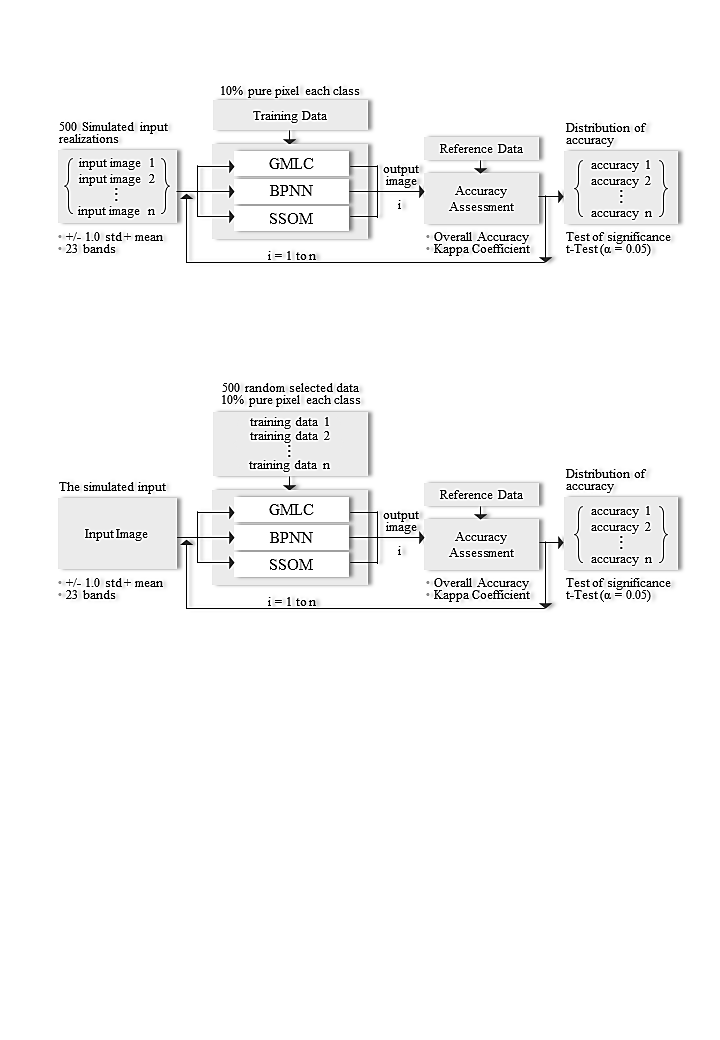 10% pure pixel each class
Training Data
500 Simulated input
realizations
input image 1
input image 2
⋮
input image n
• +/- 1.0 std + mean
• 23 bands
GMLC
BPNN
SSOM
output
image
i
i = 1 to n
Reference Data
Accuracy
Assessment
• Overall Accuracy
• Kappa Coefficient
Distribution of
accuracy
accuracy 1
accuracy 2
⋮
accuracy n
Test of significance
t-Test (α = 0.05)
500 random selected data
10% pure pixel each class
training data 1
training data 2
⋮
training data n
The simulated input
Input Image
• +/- 1.0 std + mean
• 23 bands
GMLC
BPNN
SSOM
output
image
i
i = 1 to n
Reference Data
Accuracy
Assessment
• Overall Accuracy
• Kappa Coefficient
Distribution of
accuracy
accuracy 1
accuracy 2
⋮
accuracy n
Test of significance
t-Test (α = 0.05)